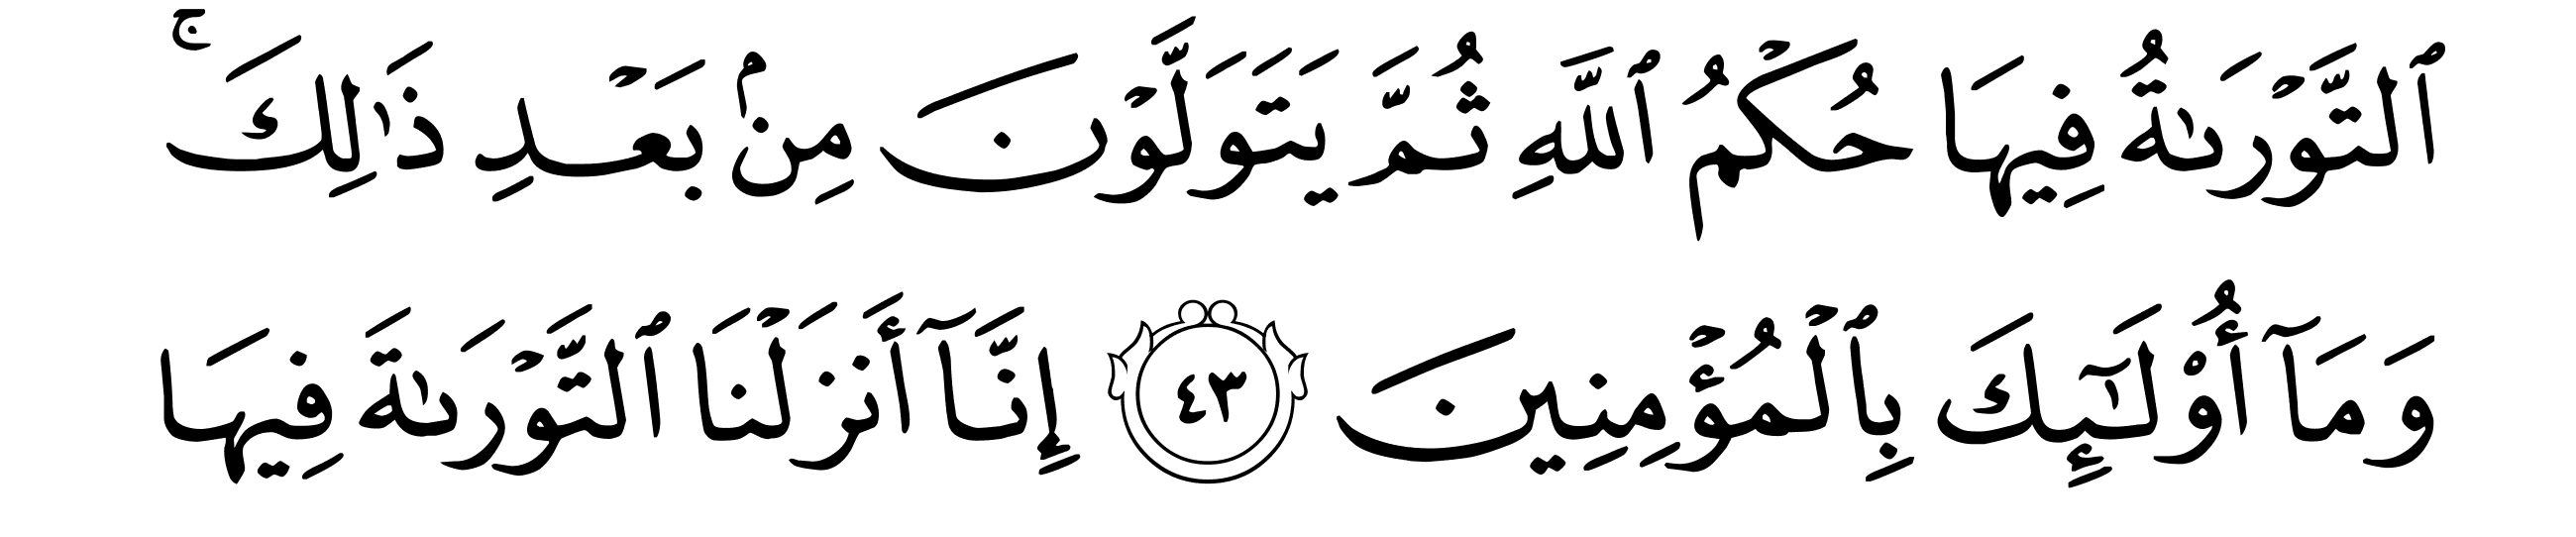 ٱلتَّوْرَىٰةُ فِيهَا حُكْمُ ٱللَّهِ ثُمَّ يَتَوَلَّوْنَ مِنۢ بَعْدِ ذَٰلِكَ ۚ
وَمَآ أُو۟لَـٰٓئِكَ بِٱلْمُؤْمِنِينَ ٤٣ إِنَّآ أَنزَلْنَا ٱلتَّوْرَىٰةَ فِيهَا